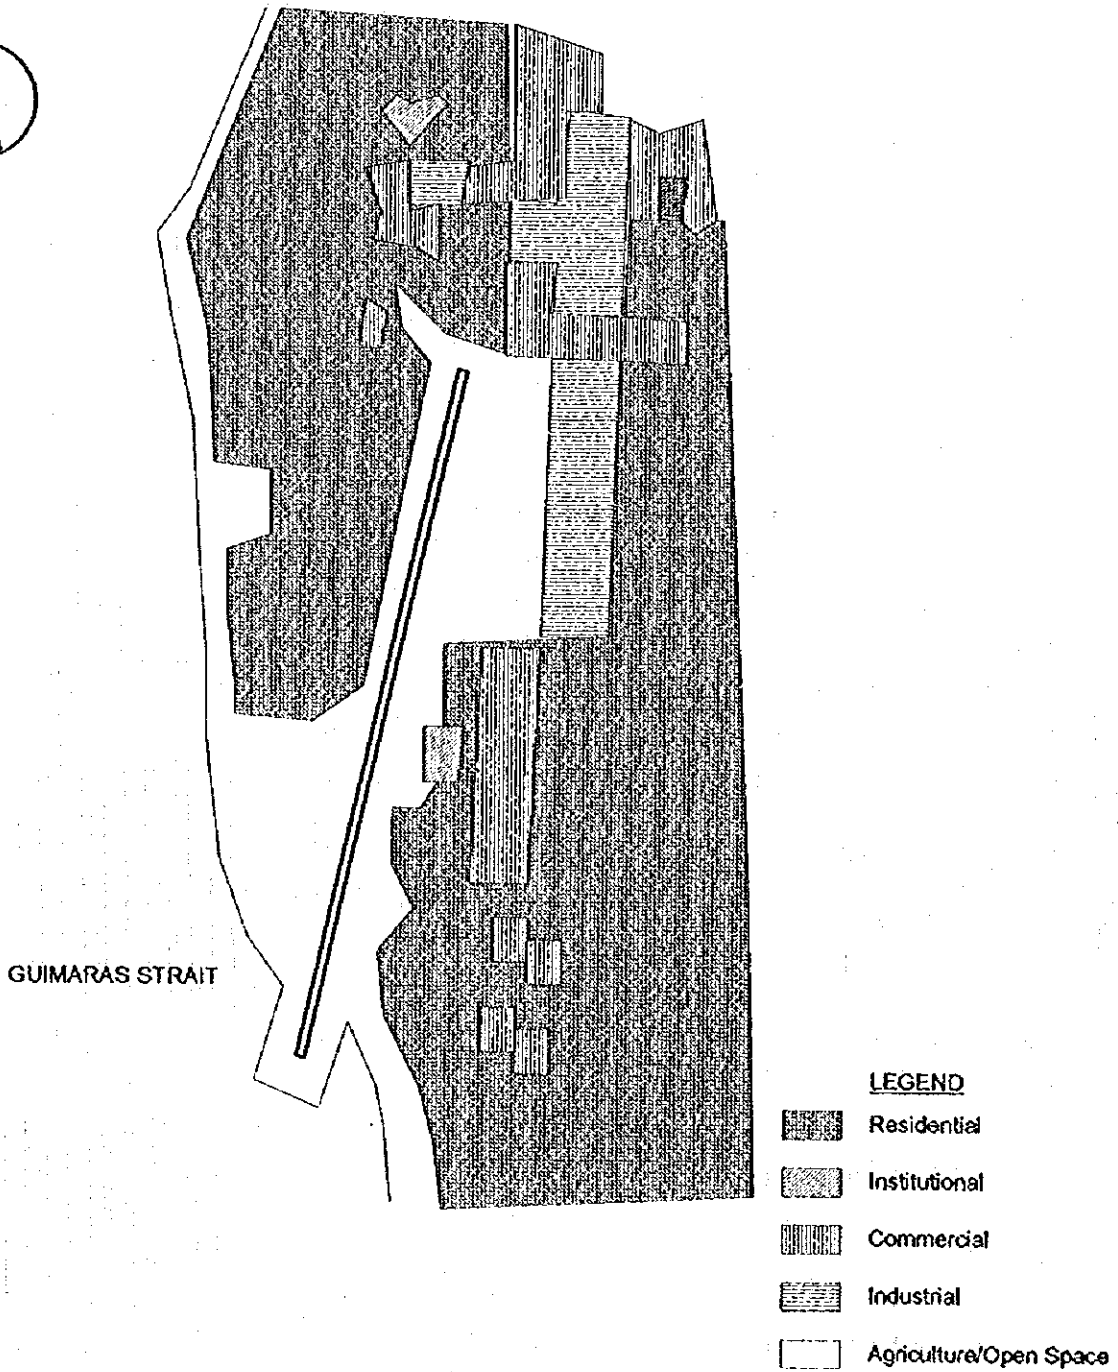 GUIMARAS STRAIT
LEGEND
Residential
Institutional
Commercial
Industrial
Agriculture/Open Space